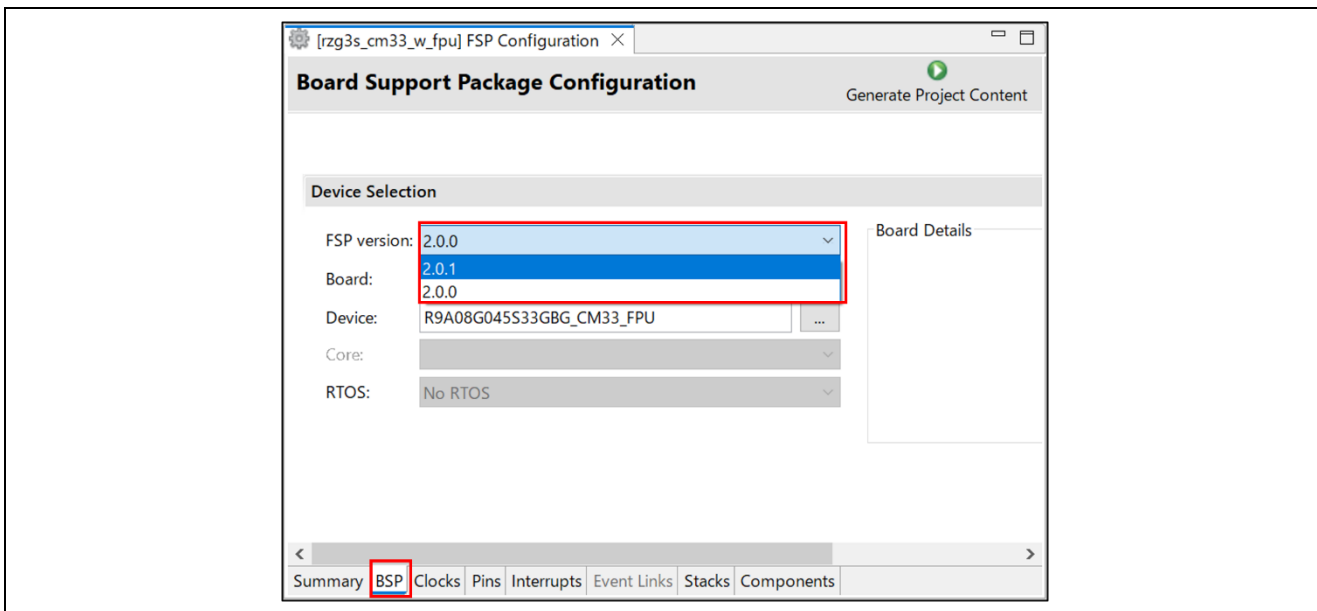 [rzg3s_cm33_w_fpu] FSP Configuration
Board Support Package Configuration
Generate Project Content
Device Selection
FSP version: 2.0.0
Board Details
2.0.1
Board:
2.0.0
Device: R9A08G045S33GBG_CM33_FPU ...
Core:
RTOS: No RTOS
Summary BSP Clocks Pins Interrupts Event Links Stacks Components